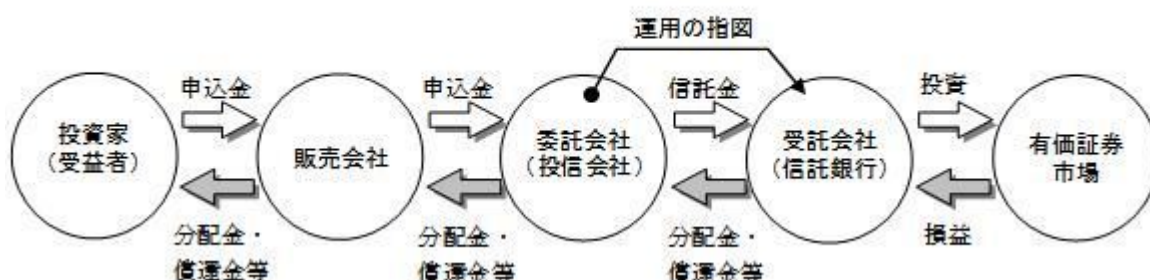 運用の指図
申込金
申込金
信託金
投資
投資家
(受益者)
販売会社
委託会社
(投信会社)
受託会社
(信託銀行)
有価証券
市場
分配金・
償還金等
分配金・
償還金等
分配金・
償還金等
損益